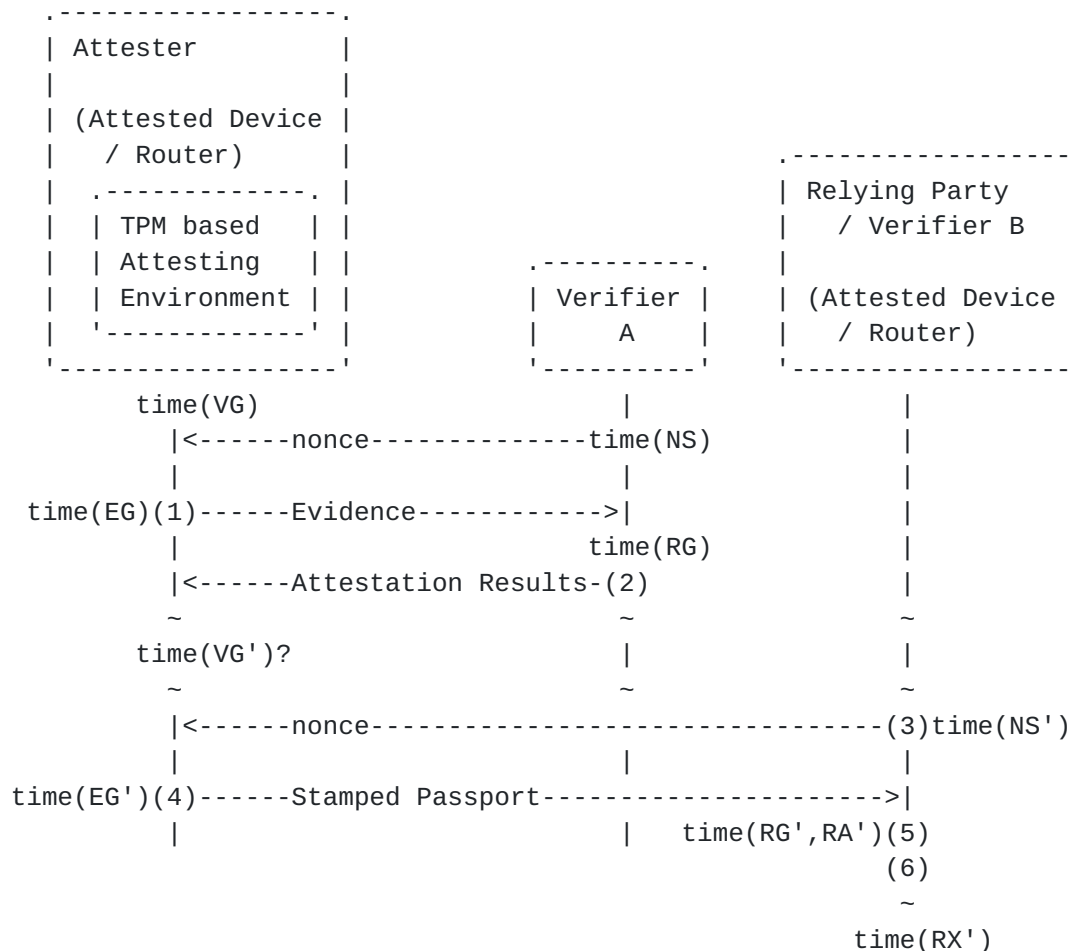 .------------------.
| Attester         |
|                  |
| (Attested Device |
|   / Router)      |                           .------------------
|  .-------------. |                           | Relying Party
|  | TPM based   | |                           |   / Verifier B
|  | Attesting   | |           .----------.    |
|  | Environment | |           | Verifier |    | (Attested Device
|  '-------------' |           |     A    |    |   / Router)
'------------------'           '----------'    '------------------
      time(VG)                       |                 |
        |<------nonce--------------time(NS)            |
        |                            |                 |
time(EG)(1)------Evidence------------>|                 |
        |                          time(RG)            |
        |<------Attestation Results-(2)                |
        ~                            ~                 ~
      time(VG')?                     |                 |
        ~                            ~                 ~
        |<------nonce---------------------------------(3)time(NS')
        |                            |                 |
time(EG')(4)------Stamped Passport---------------------->|
        |                            |   time(RG',RA')(5)
                                                      (6)
                                                       ~
                                                    time(RX')